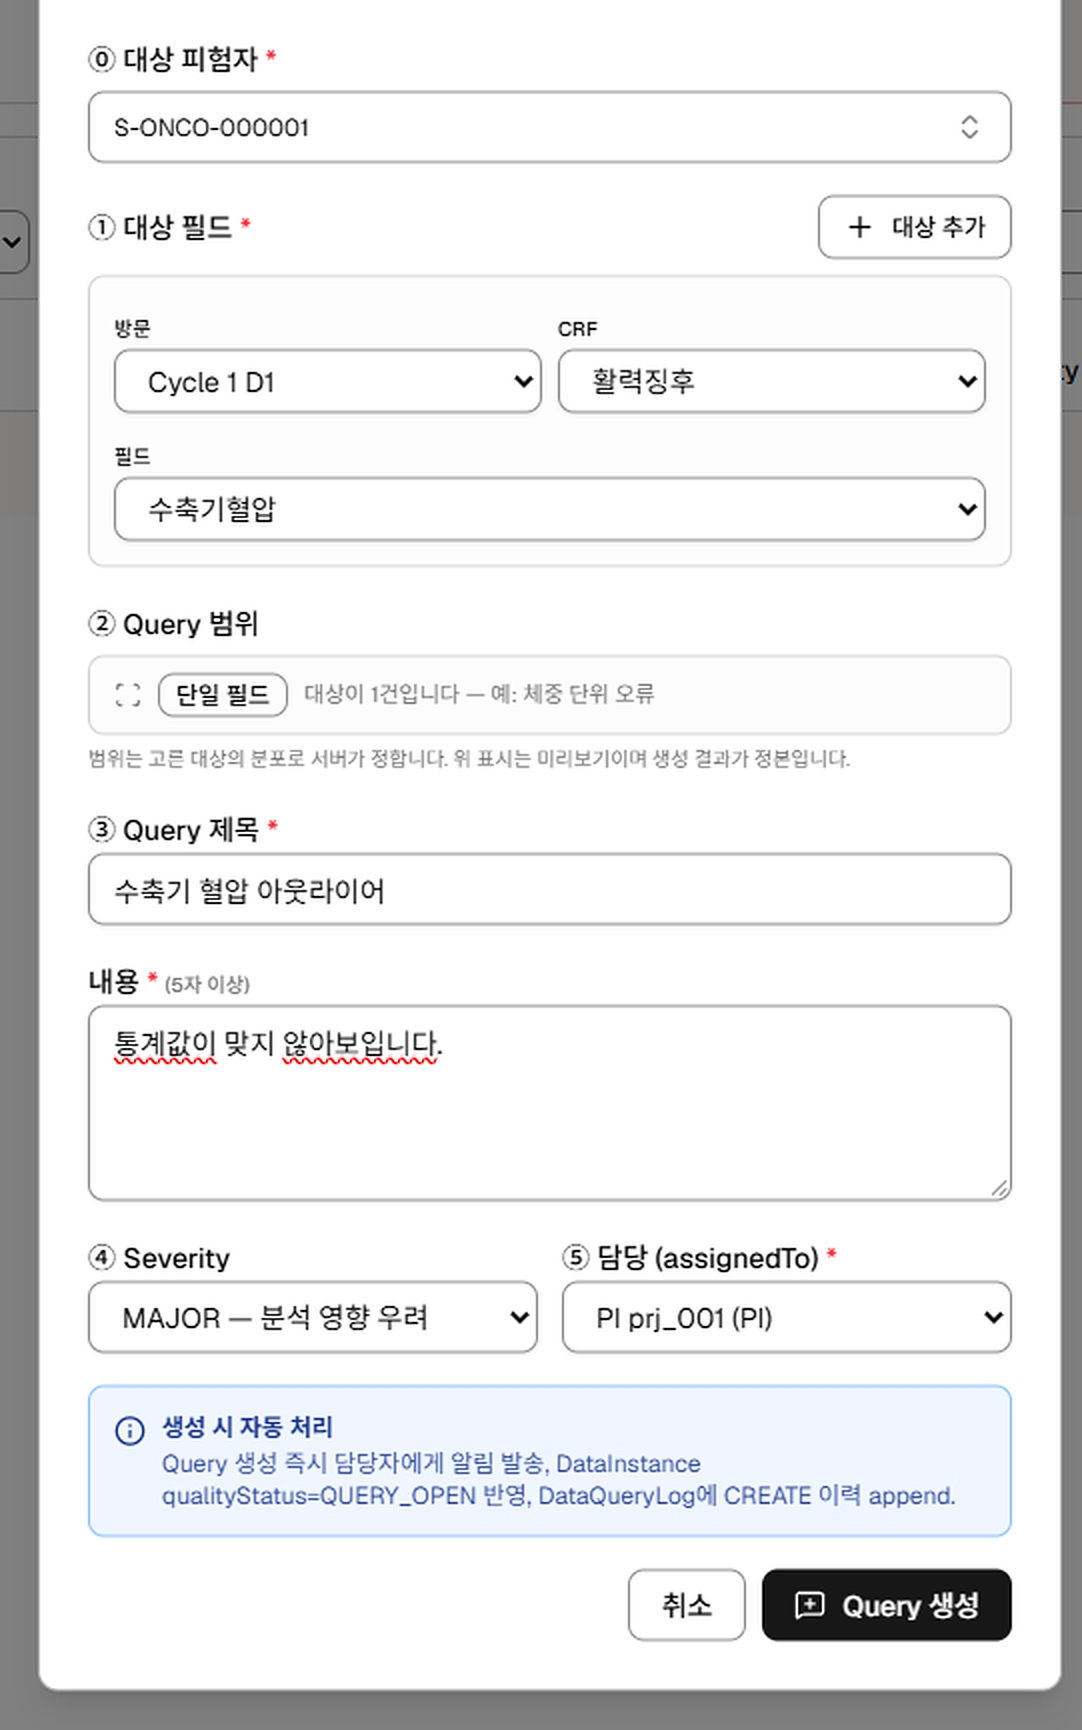 ⓪ 대상 피험자 *
S-ONCO-000001
① 대상 필드 *
+ 대상 추가
방문
CRF
Cycle 1 D1
활력징후
필드
수축기혈압
② Query 범위
단일 필드 대상이 1건입니다 — 예: 체중 단위 오류
범위는 고른 대상의 분포로 서버가 정합니다. 위 표시는 미리보기이며 생성 결과가 정본입니다.
③ Query 제목 *
수축기 혈압 아웃라이어
내용 * (5자 이상)
통계값이 맞지 않아보입니다.
④ Severity
⑤ 담당 (assignedTo) *
MAJOR — 분석 영향 우려
PI prj_001 (PI)
생성 시 자동 처리
Query 생성 즉시 담당자에게 알림 발송, DataInstance
qualityStatus=QUERY_OPEN 반영, DataQueryLog에 CREATE 이력 append.
취소
Query 생성